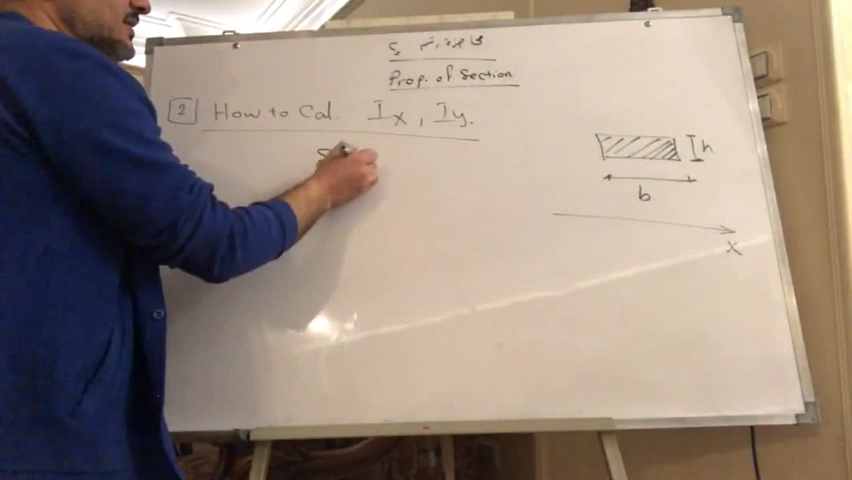 Prop. of Section
2 How to Cal. Ix, Iy.
h
b
X